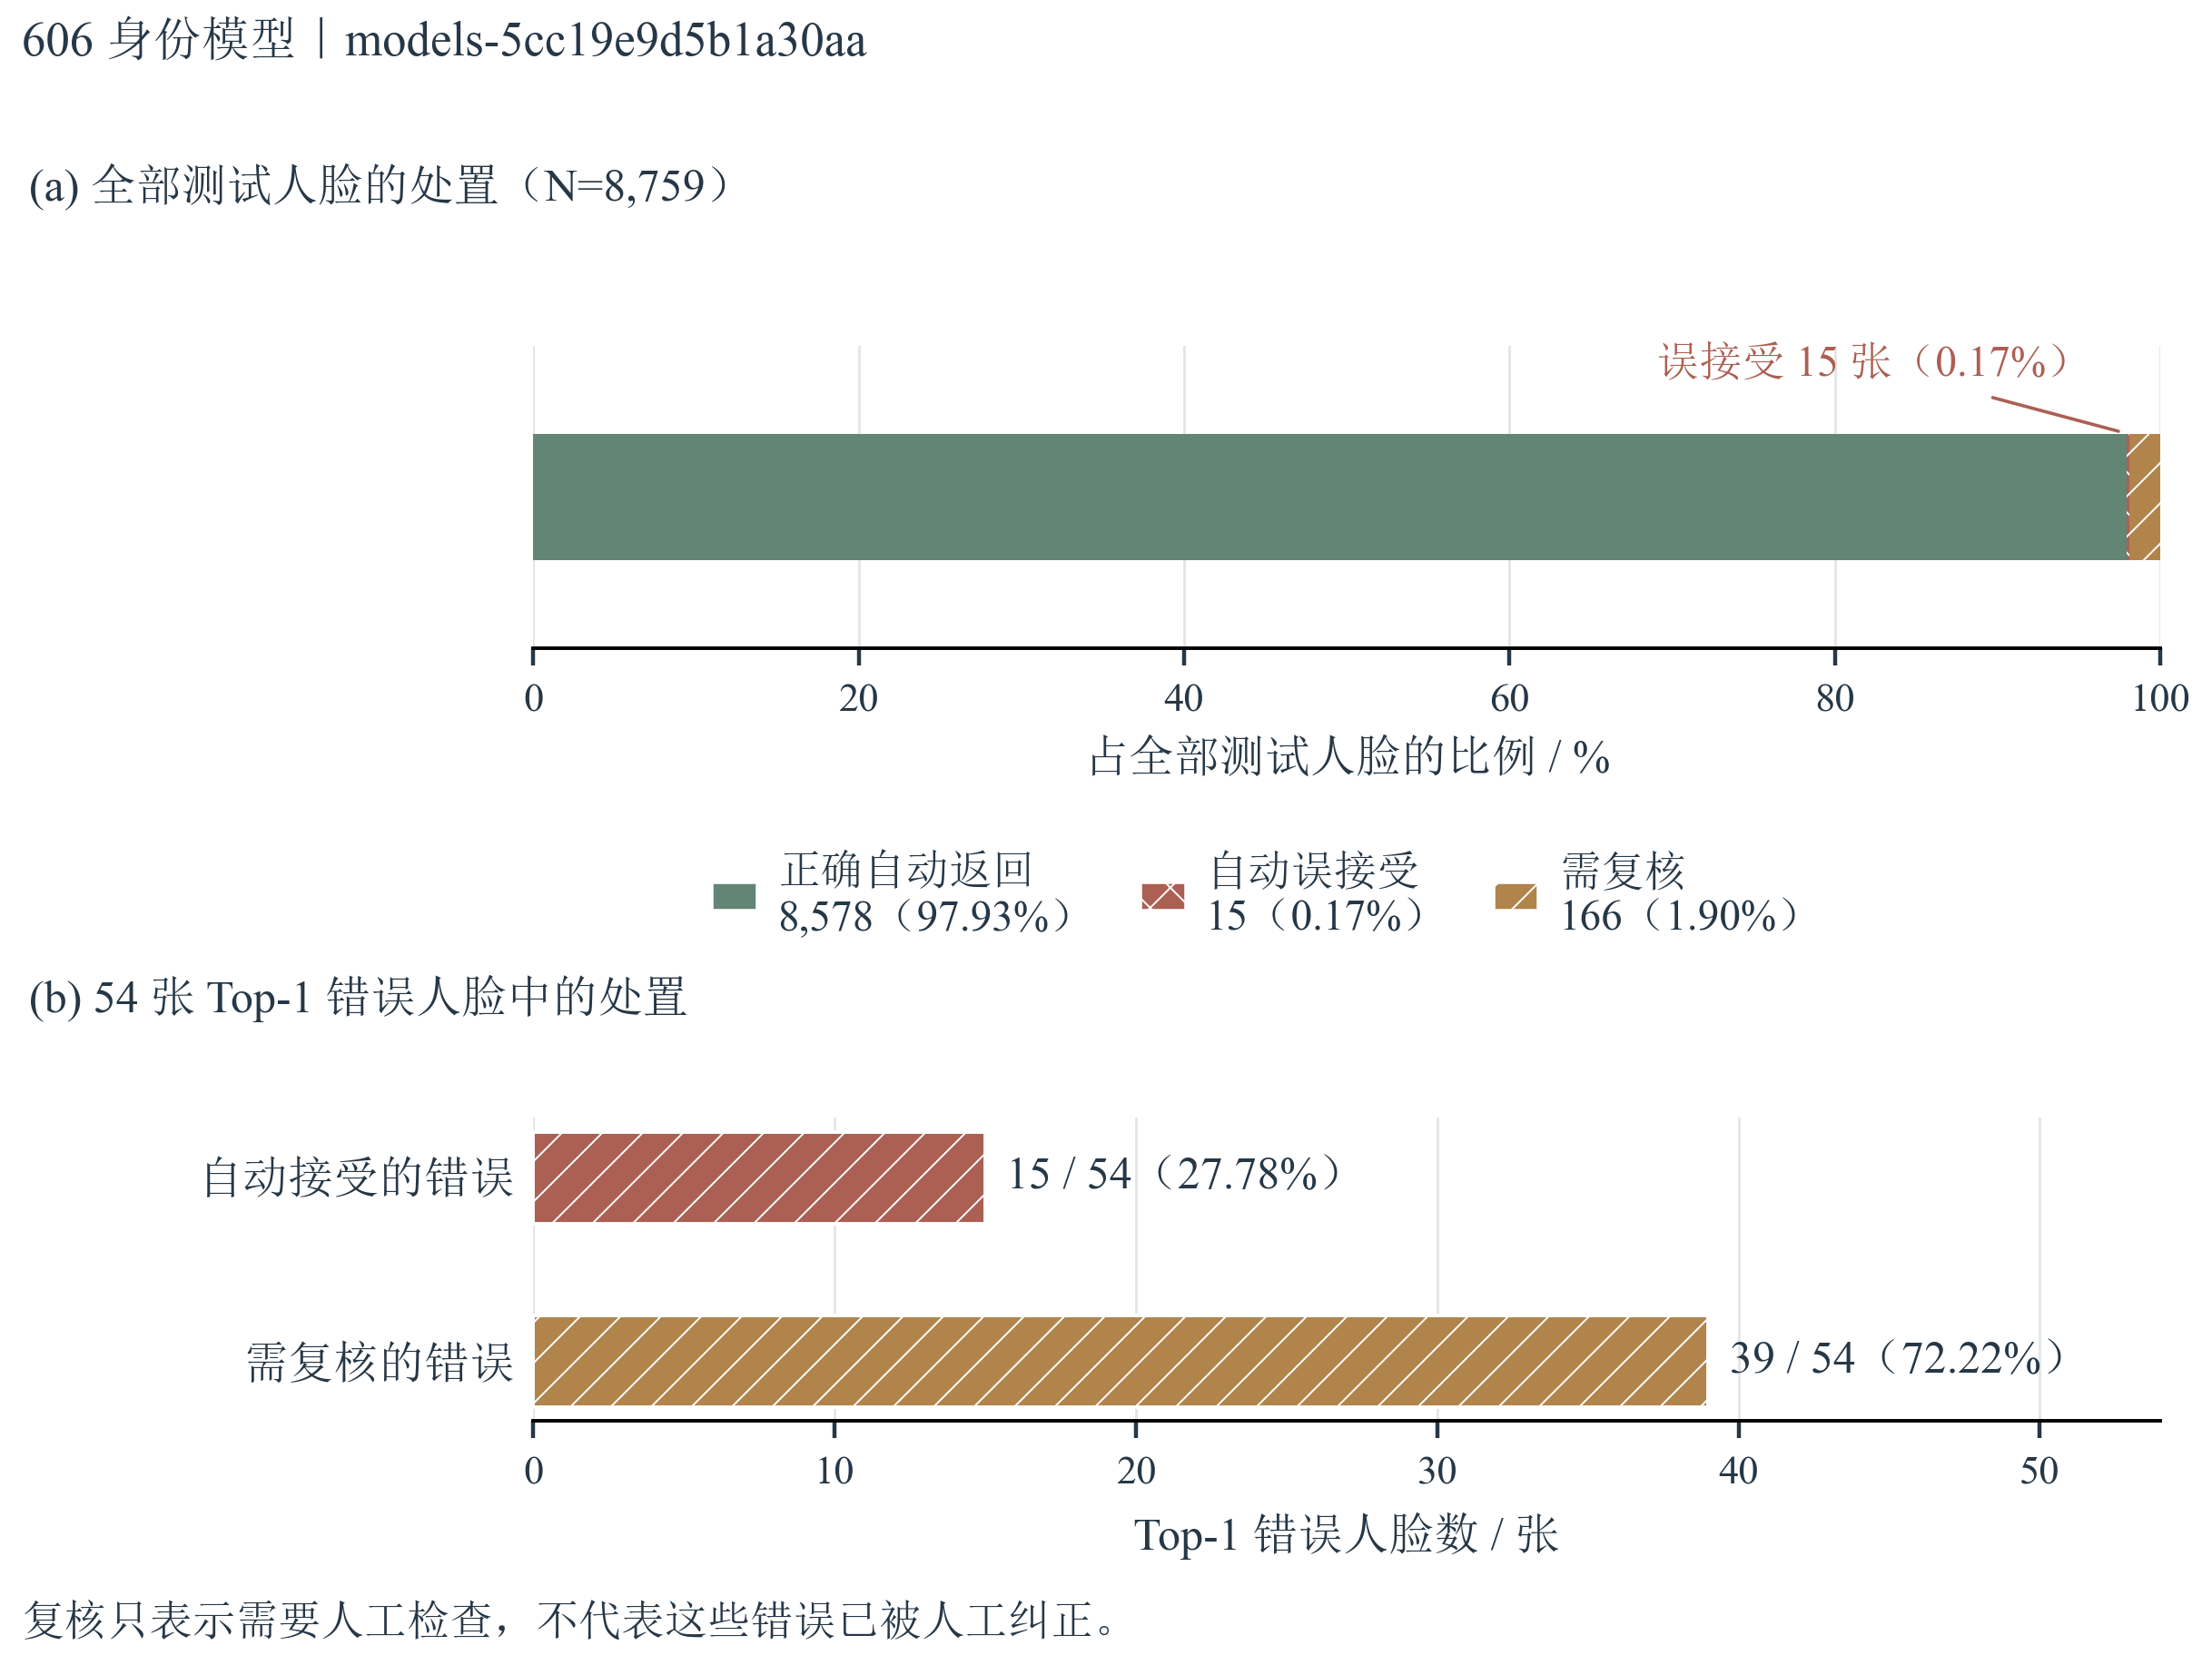 606 身份模型｜models-5cc19e9d5b1a30aa
(a) 全部测试人脸的处置（N=8,759）
误接受 15 张（0.17%）
0 20 40 60 80 100
占全部测试人脸的比例 / %
正确自动返回
8,578（97.93%）
自动误接受
15（0.17%）
需复核
166（1.90%）
(b) 54 张 Top-1 错误人脸中的处置
自动接受的错误
15 / 54（27.78%）
需复核的错误
39 / 54（72.22%）
0 10 20 30 40 50
Top-1 错误人脸数 / 张
复核只表示需要人工检查，不代表这些错误已被人工纠正。